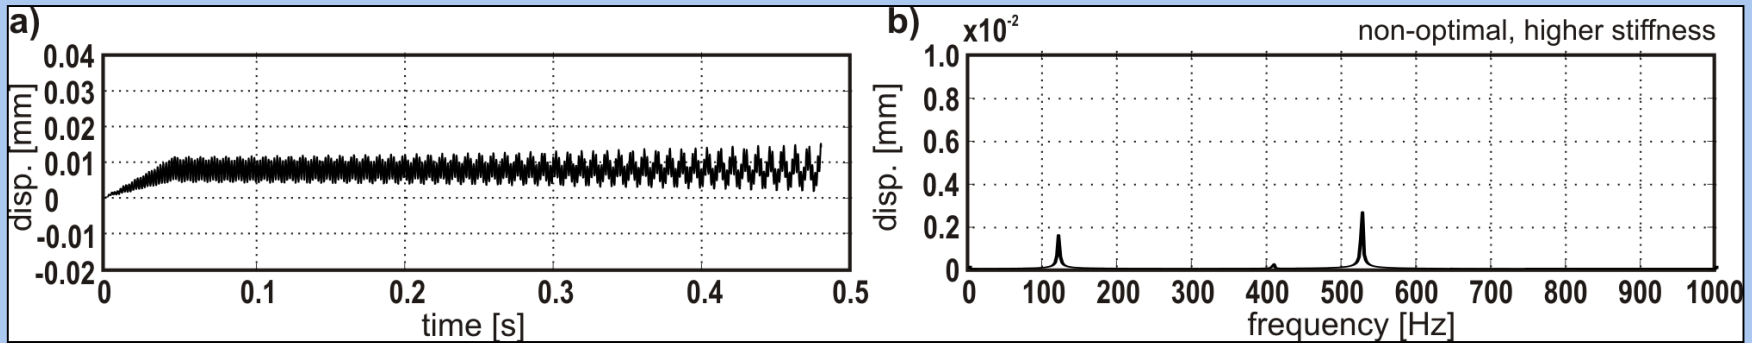 a)
0.04
0.03
0.02
0.01
0
-0.01
-0.02
disp. [mm]
0 0.1 0.2 0.3 0.4 0.5
time [s]
b)
x10-2
non-optimal, higher stiffness
1.0
0.8
0.6
0.4
0.2
0
disp. [mm]
0 100 200 300 400 500 600 700 800 900 1000
frequency [Hz]